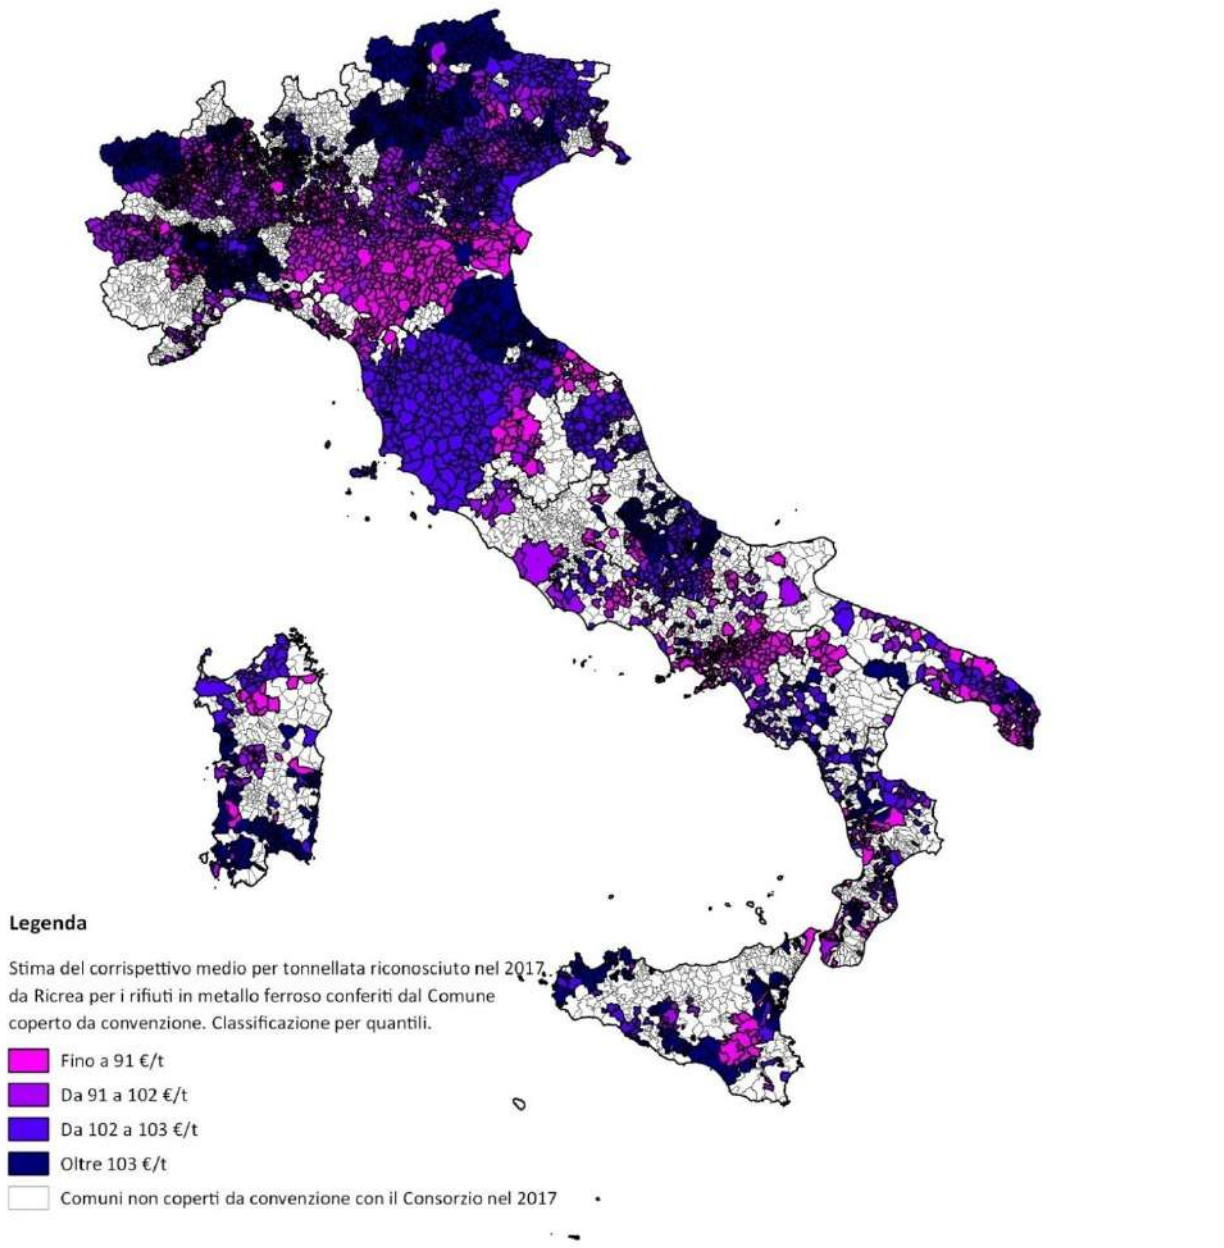 Legenda
Stima del corrispettivo medio per tonnellata riconosciuto nel 2017
da Ricrea per i rifiuti in metallo ferroso conferiti dal Comune
coperto da convenzione. Classificazione per quantili.
Fino a 91 €/t
Da 91 a 102 €/t
Da 102 a 103 €/t
Oltre 103 €/t
Comuni non coperti da convenzione con il Consorzio nel 2017